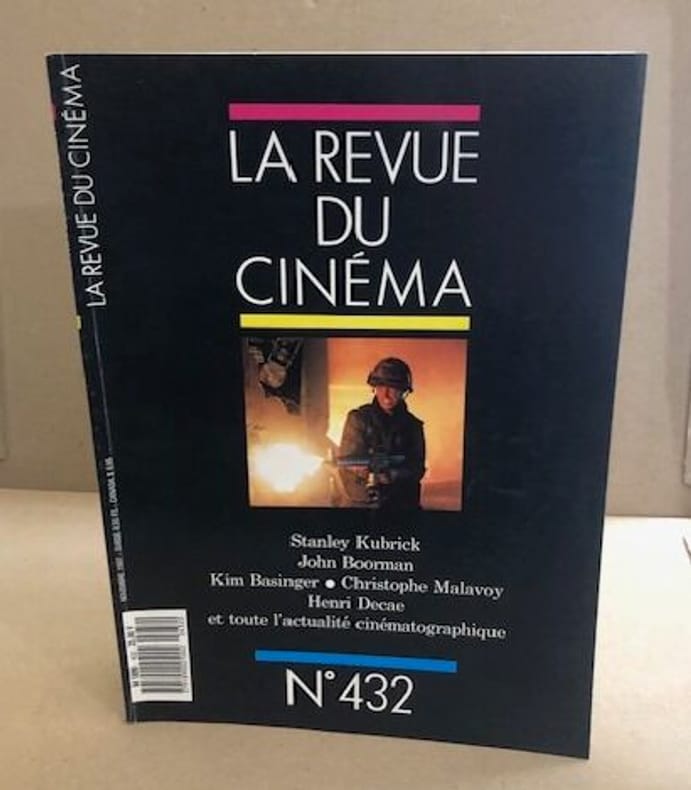 LA REVUE DU CINÉMA
LA REVUE
DU
CINÉMA
Stanley Kubrick
John Boorman
Kim Basinger ● Christophe Malavoy
Henri Decae
et toute l'actualité cinématographique
N°432